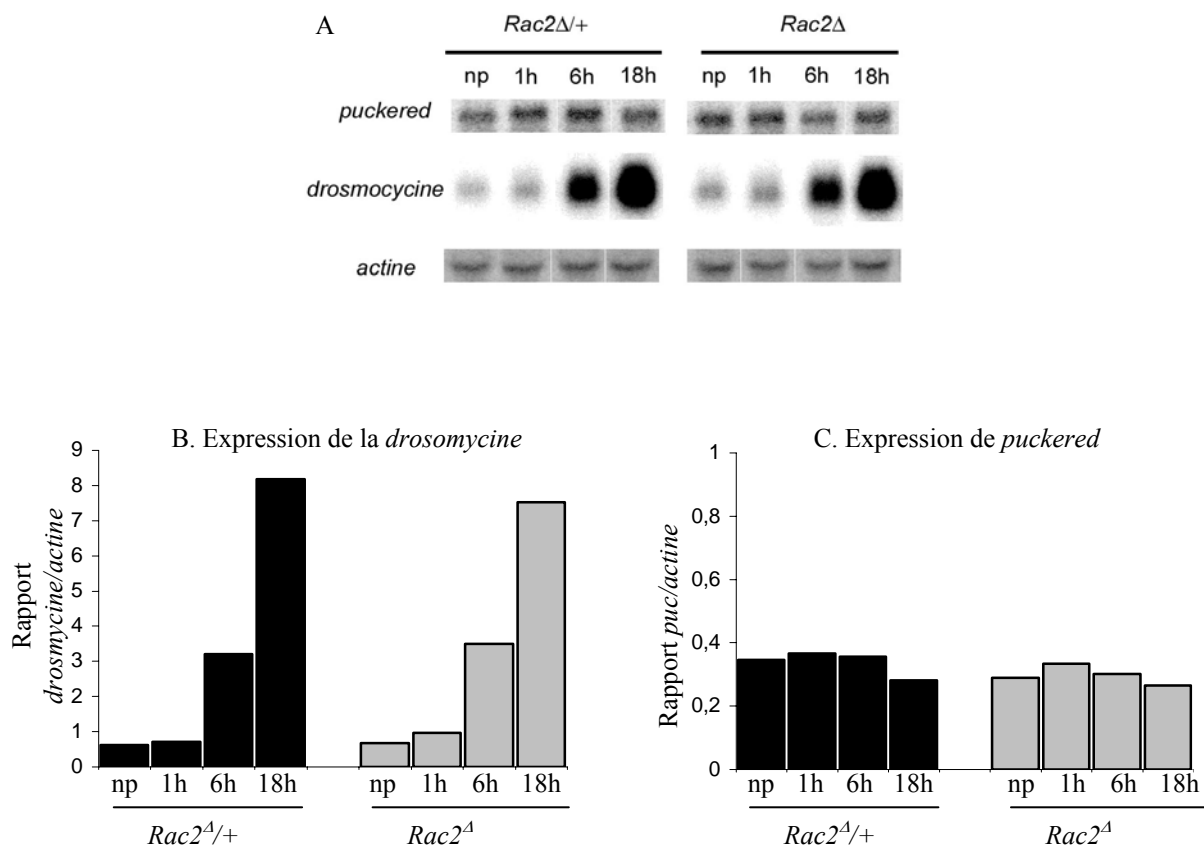 A
Rac2Δ/+ Rac2Δ
np 1h 6h 18h np 1h 6h 18h
puckered
drosmocycine
actine
B. Expression de la drosomycine
Rapport
drosmycine/actine
9
8
7
6
5
4
3
2
1
0
np 1h 6h 18h np 1h 6h 18h
Rac2Δ/+ Rac2Δ
C. Expression de puckered
Rapport puc/actine
1
0,8
0,6
0,4
0,2
0
np 1h 6h 18h np 1h 6h 18h
Rac2Δ/+ Rac2Δ